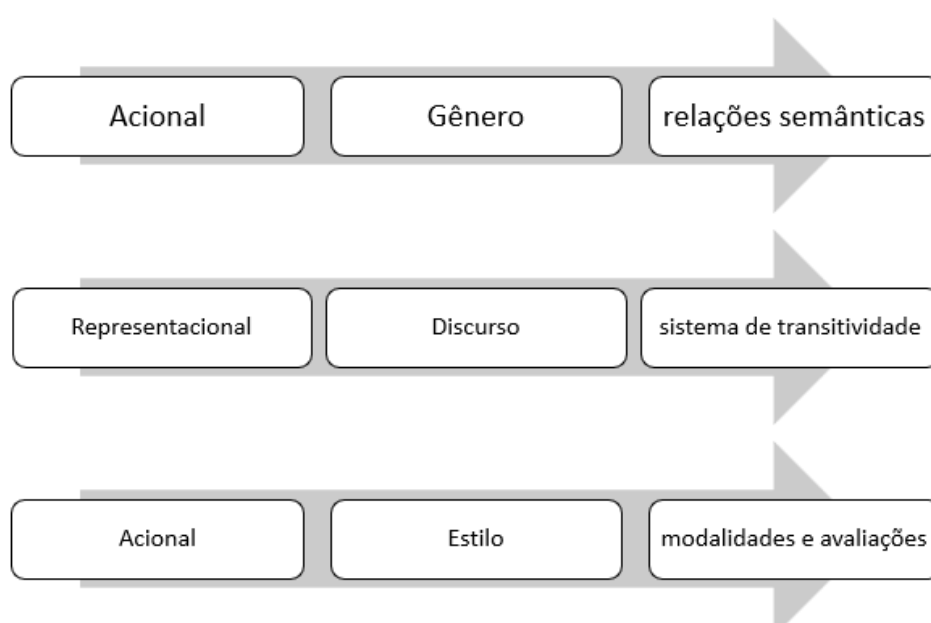 Acional Gênero relações semânticas
Representacional Discurso sistema de transitividade
Acional Estilo modalidades e avaliações